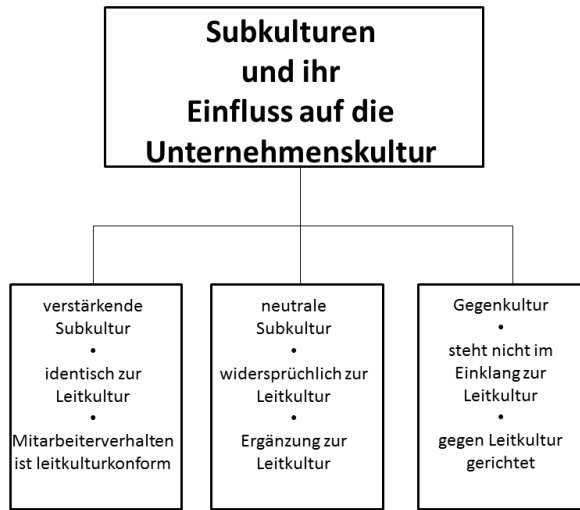 Subkulturen
und ihr
Einfluss auf die
Unternehmenskultur
verstärkende
Subkultur
•
identisch zur
Leitkultur
•
Mitarbeiterverhalten
ist leitkulturkonform
neutrale
Subkultur
•
widersprüchlich zur
Leitkultur
•
Ergänzung zur
Leitkultur
Gegenkultur
•
steht nicht im
Einklang zur
Leitkultur
•
gegen Leitkultur
gerichtet